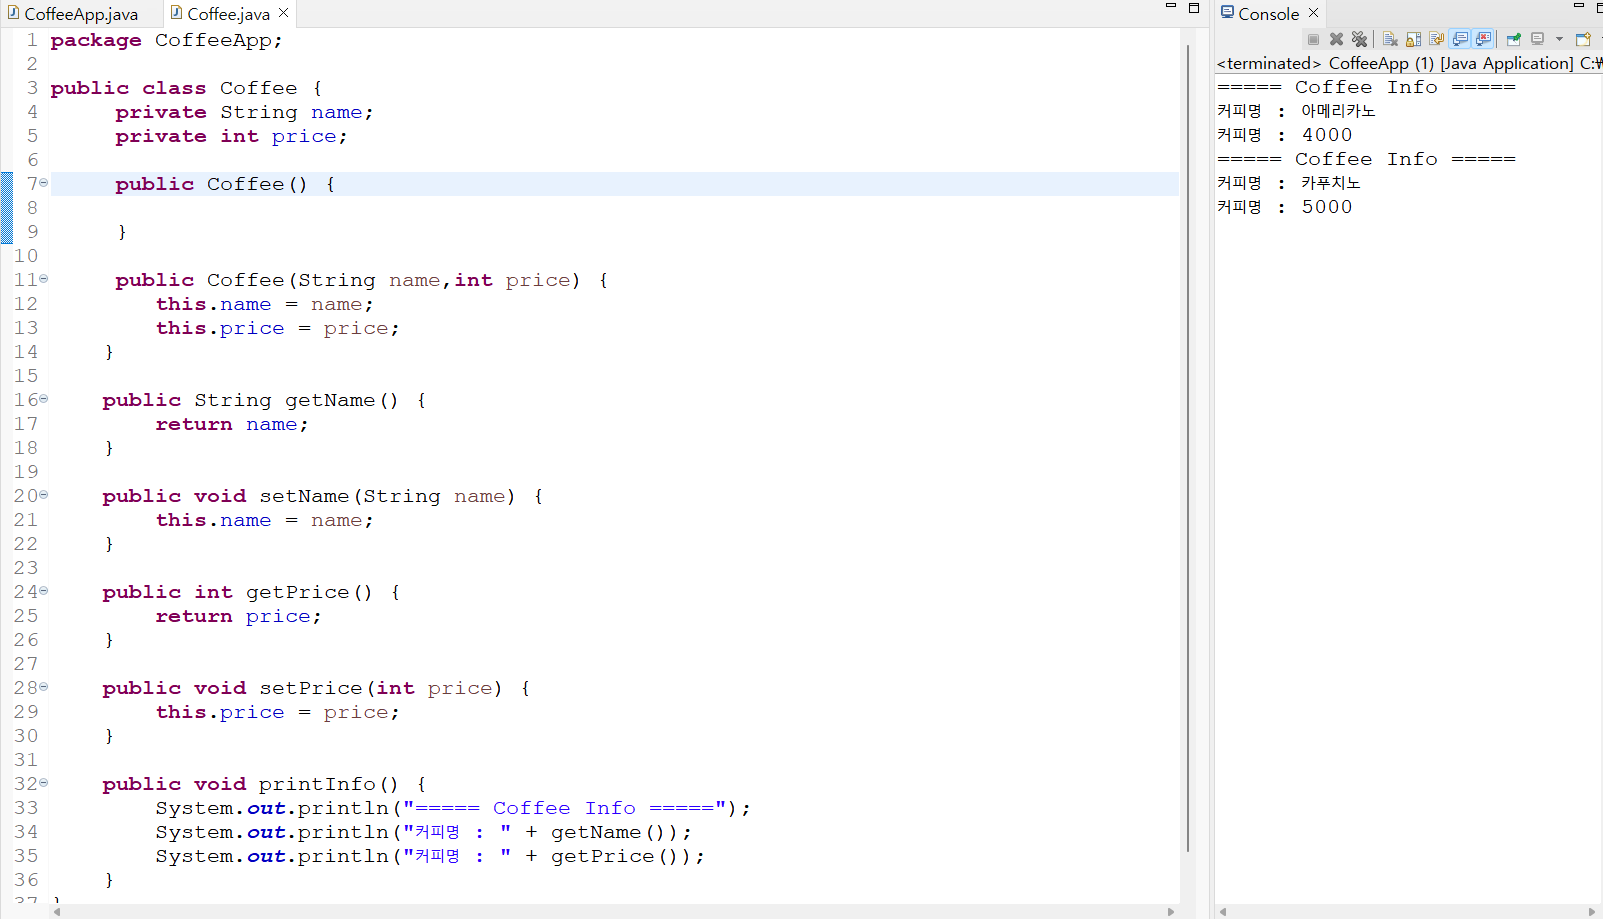 CoffeeApp.java
Coffee.java
1 package CoffeeApp;
2
3 public class Coffee {
4 private String name;
5 private int price;
6
7 public Coffee() {
8
9 }
10
11 public Coffee(String name,int price) {
12 this.name = name;
13 this.price = price;
14 }
15
16 public String getName() {
17 return name;
18 }
19
20 public void setName(String name) {
21 this.name = name;
22 }
23
24 public int getPrice() {
25 return price;
26 }
27
28 public void setPrice(int price) {
29 this.price = price;
30 }
31
32 public void printInfo() {
33 System.out.println("===== Coffee Info =====");
34 System.out.println("커피명 : " + getName());
35 System.out.println("커피명 : " + getPrice());
36 }
37 }
Console
<terminated> CoffeeApp (1) [Java Application] C:₩
===== Coffee Info =====
커피명 : 아메리카노
커피명 : 4000
===== Coffee Info =====
커피명 : 카푸치노
커피명 : 5000